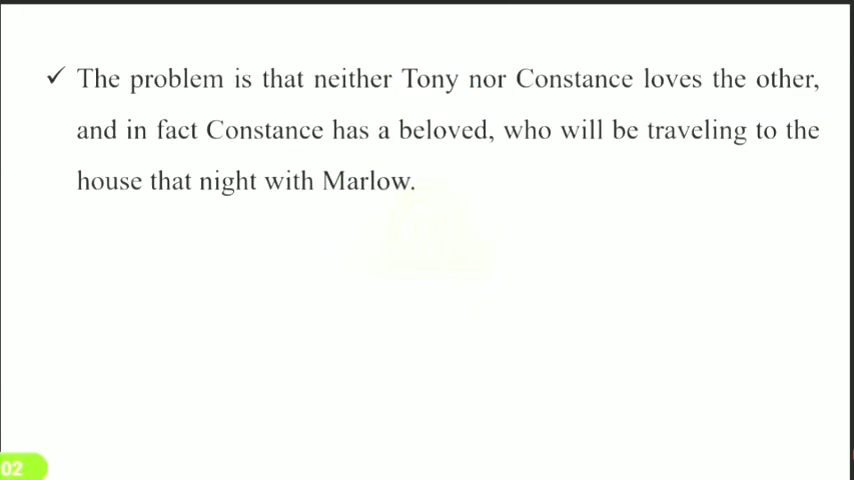 ✓ The problem is that neither Tony nor Constance loves the other,
and in fact Constance has a beloved, who will be traveling to the
house that night with Marlow.
02